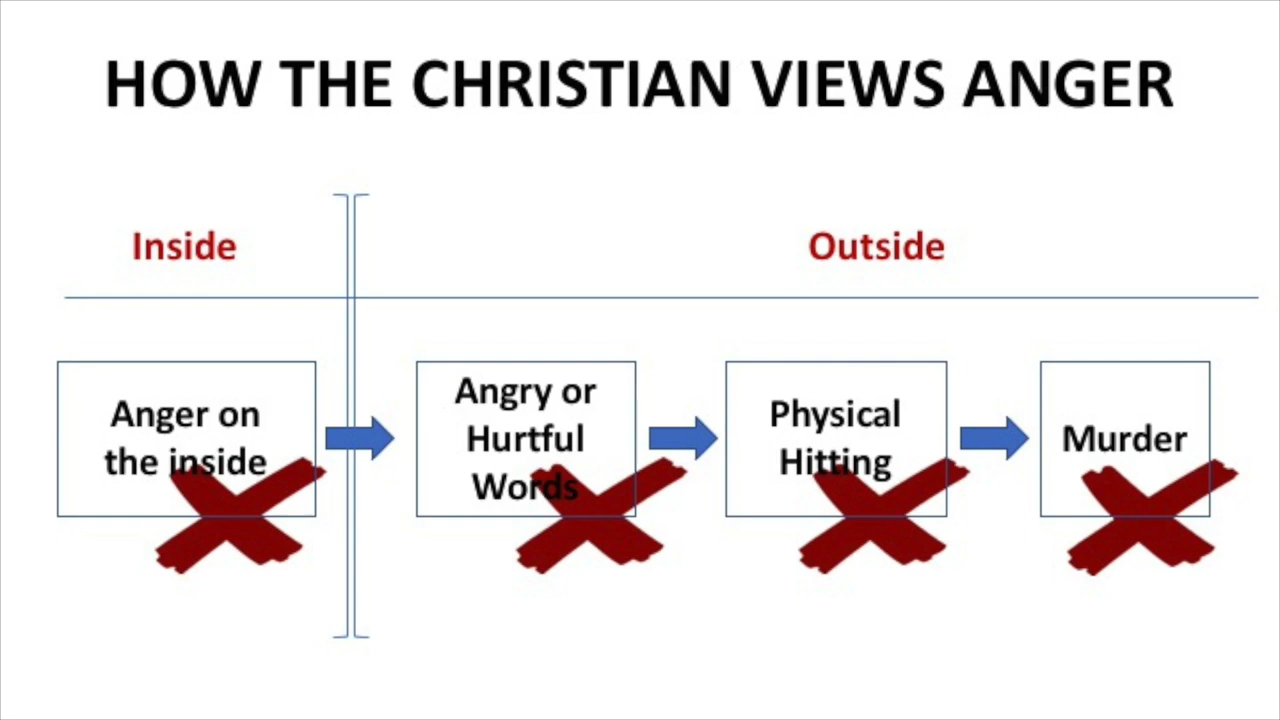 HOW THE CHRISTIAN VIEWS ANGER
Inside
Outside
Anger on
the inside
Angry or
Hurtful
Words
Physical
Hitting
Murder